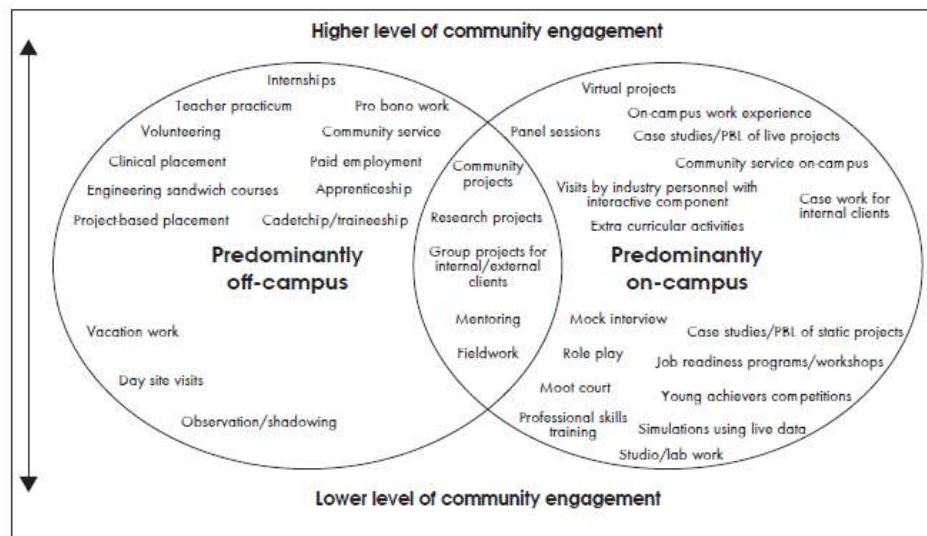 Higher level of community engagement
Internships
Teacher practicum
Pro bono work
Volunteering
Community service
Clinical placement
Paid employment
Engineering sandwich courses
Apprenticeship
Project-based placement
Cadetchip/traineeship
Predominantly
off-campus
Vacation work
Day site visits
Observation/shadowing
Community
projects
Research projects
Group projects for
internal/external
clients
Mentoring
Fieldwork
Virtual projects
On-campus work experience
Panel sessions
Case studies/PBL of live projects
Community service on-campus
Visits by industry personnel with
interactive component
Case work for
internal clients
Extra curricular activities
Predominantly
on-campus
Mock interview
Case studies/PBL of static projects
Role play
Job readiness programs/workshops
Moot court
Young achievers competitions
Professional skills
training
Simulations using live data
Studio/lab work
Lower level of community engagement